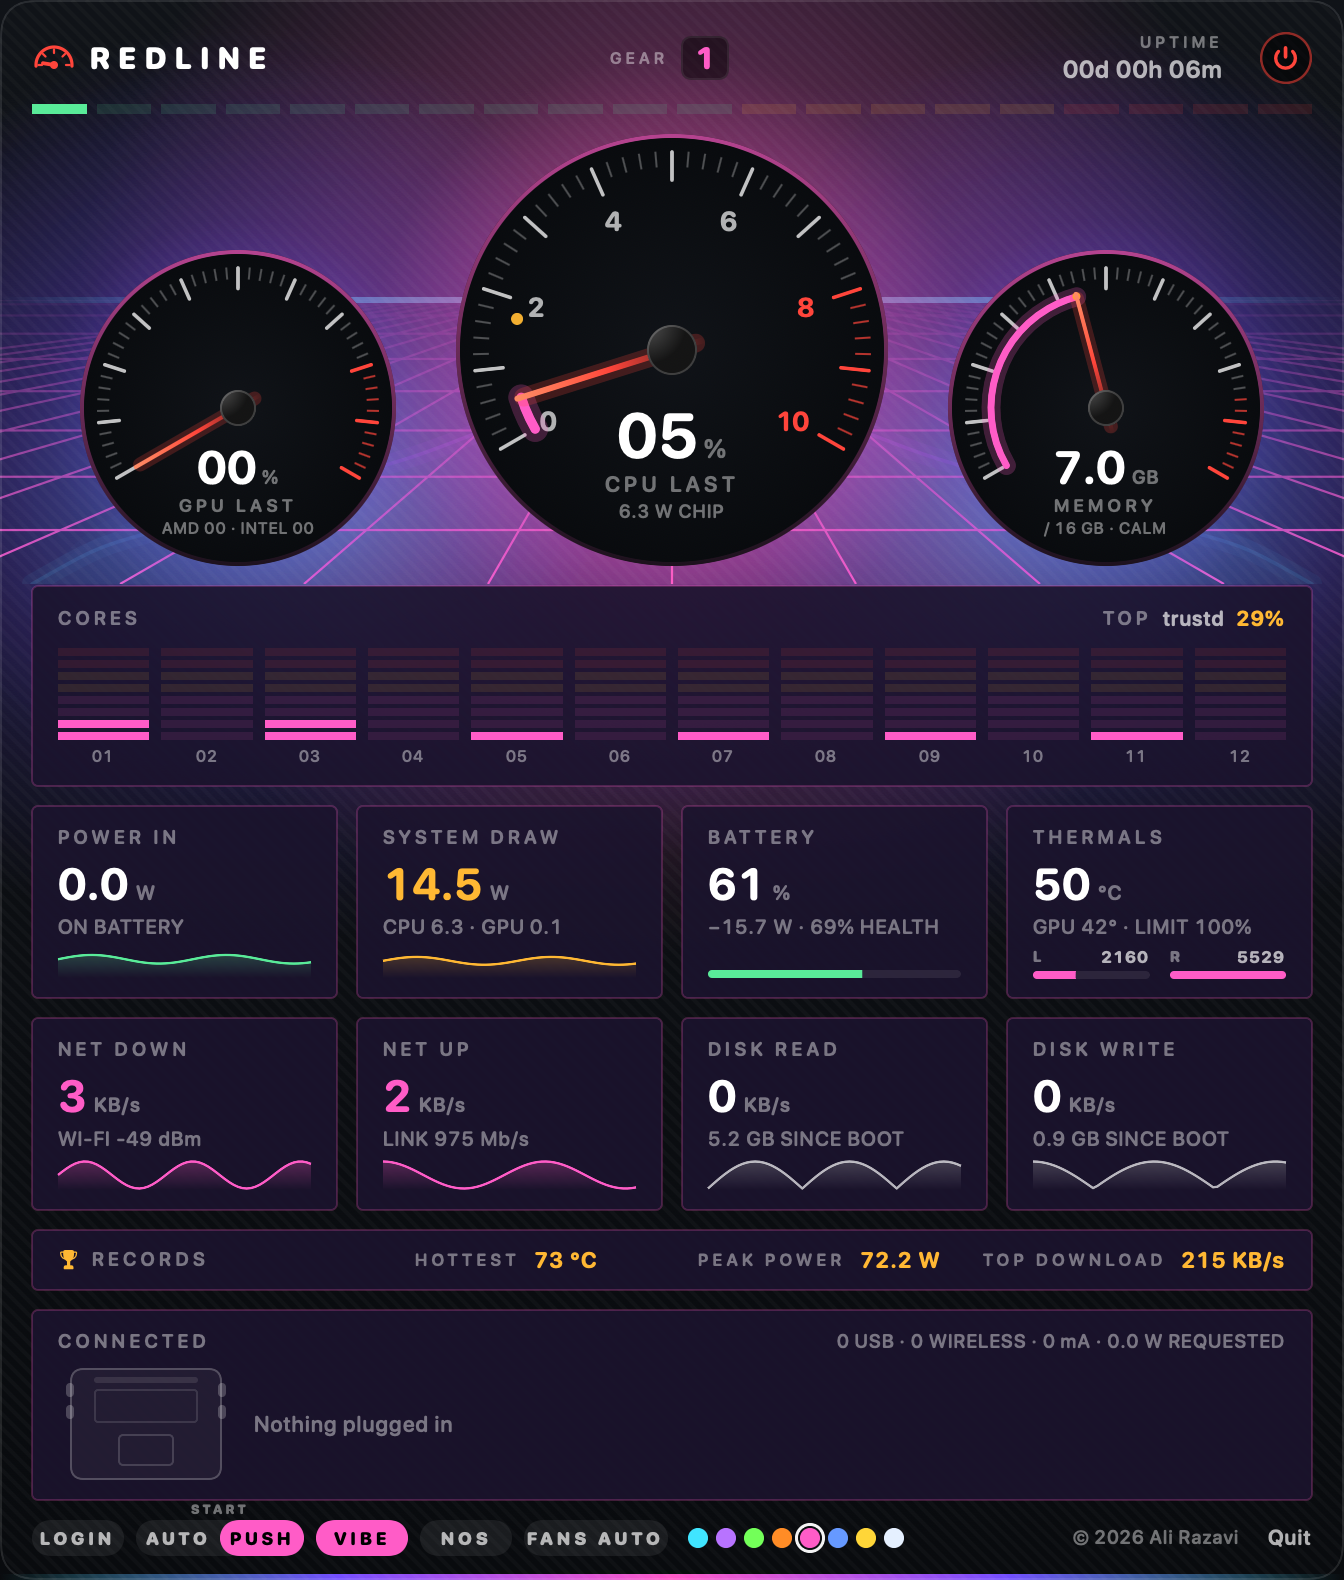 REDLINE
GEAR 1
UPTIME
00d 00h 06m
4 6
2 8
0 10
05 %
CPU LAST
6.3 W CHIP
00 %
GPU LAST
AMD 00 · INTEL 00
7.0 GB
MEMORY
/ 16 GB · CALM
CORES TOP trustd 29%
01 02 03 04 05 06 07 08 09 10 11 12
POWER IN
0.0 W
ON BATTERY
SYSTEM DRAW
14.5 W
CPU 6.3 · GPU 0.1
BATTERY
61 %
−15.7 W · 69% HEALTH
THERMALS
50 °C
GPU 42° · LIMIT 100%
L 2160 R 5529
NET DOWN
3 KB/s
WI-FI -49 dBm
NET UP
2 KB/s
LINK 975 Mb/s
DISK READ
0 KB/s
5.2 GB SINCE BOOT
DISK WRITE
0 KB/s
0.9 GB SINCE BOOT
RECORDS HOTTEST 73 °C PEAK POWER 72.2 W TOP DOWNLOAD 215 KB/s
CONNECTED 0 USB · 0 WIRELESS · 0 mA · 0.0 W REQUESTED
Nothing plugged in
START
LOGIN AUTO PUSH VIBE NOS FANS AUTO © 2026 Ali Razavi Quit